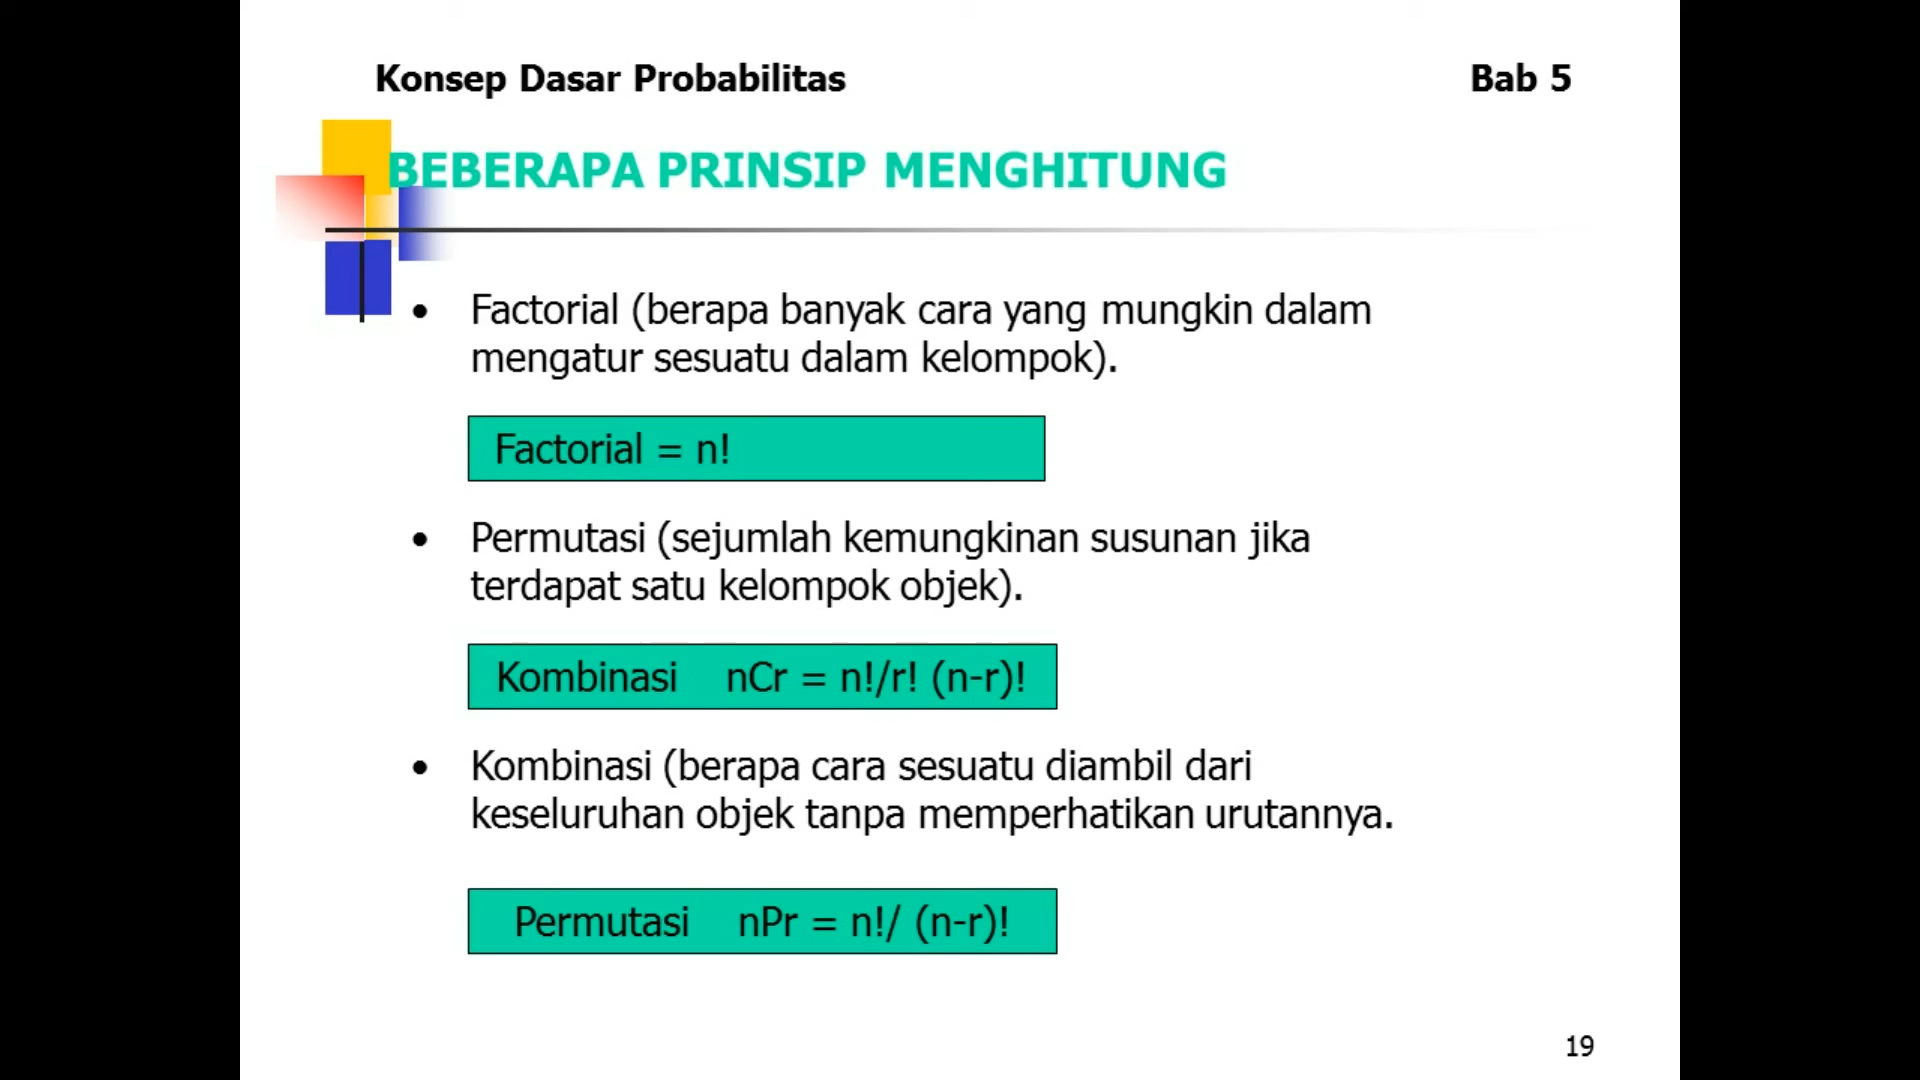 Konsep Dasar Probabilitas Bab 5
BEBERAPA PRINSIP MENGHITUNG
• Factorial (berapa banyak cara yang mungkin dalam
mengatur sesuatu dalam kelompok).
Factorial = n!
• Permutasi (sejumlah kemungkinan susunan jika
terdapat satu kelompok objek).
Kombinasi nCr = n!/r! (n-r)!
• Kombinasi (berapa cara sesuatu diambil dari
keseluruhan objek tanpa memperhatikan urutannya.
Permutasi nPr = n!/ (n-r)!
19